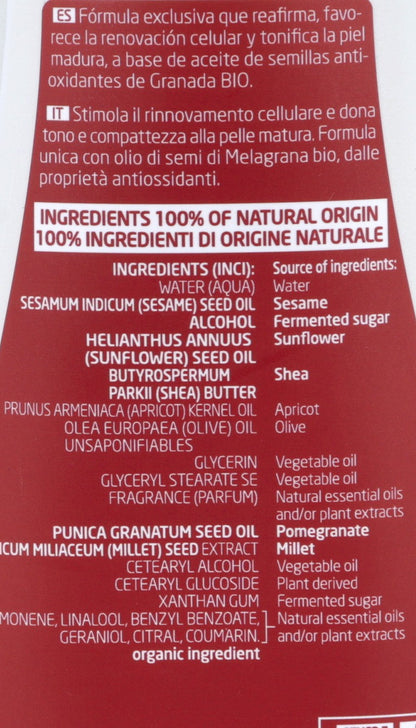 ES Fórmula exclusiva que reafirma, favo-
rece la renovación celular y tonifica la piel
madura, a base de aceite de semillas anti-
oxidantes de Granada BIO.
IT Stimola il rinnovamento cellulare e dona
tono e compattezza alla pelle matura. Formula
unica con olio di semi di Melagrana bio, dalle
proprietà antiossidanti.
INGREDIENTS 100% OF NATURAL ORIGIN
100% INGREDIENTI DI ORIGINE NATURALE
INGREDIENTS (INCI): Source of ingredients:
WATER (AQUA) Water
SESAMUM INDICUM (SESAME) SEED OIL Sesame
ALCOHOL Fermented sugar
HELIANTHUS ANNUUS Sunflower
(SUNFLOWER) SEED OIL
BUTYROSPERMUM Shea
PARKII (SHEA) BUTTER
PRUNUS ARMENIACA (APRICOT) KERNEL OIL Apricot
OLEA EUROPAEA (OLIVE) OIL Olive
UNSAPONIFIABLES
GLYCERIN Vegetable oil
GLYCERYL STEARATE SE Vegetable oil
FRAGRANCE (PARFUM) Natural essential oils
and/or plant extracts
PUNICA GRANATUM SEED OIL Pomegranate
ICUM MILIACEUM (MILLET) SEED EXTRACT Millet
CETEARYL ALCOHOL Vegetable oil
CETEARYL GLUCOSIDE Plant derived
XANTHAN GUM Fermented sugar
MONENE, LINALOOL, BENZYL BENZOATE, Natural essential oils
GERANIOL, CITRAL, COUMARIN. and/or plant extracts
organic ingredient